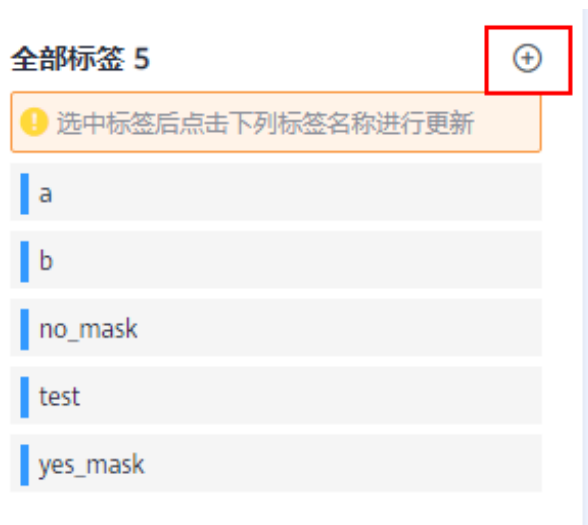 全部标签 5
选中标签后点击下列标签名称进行更新
a
b
no_mask
test
yes_mask